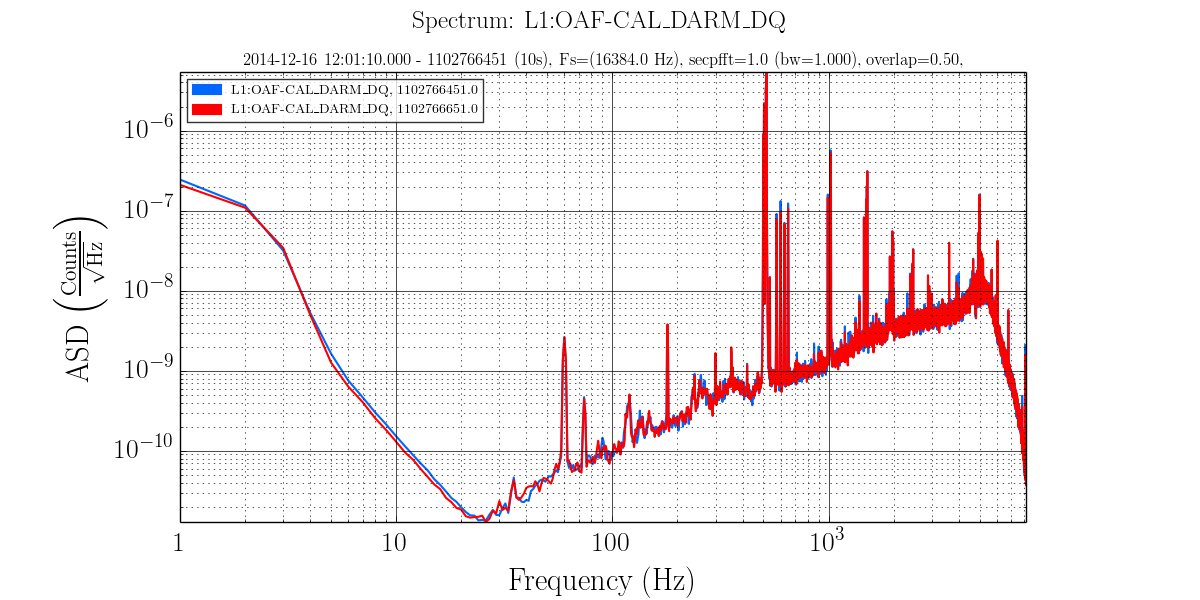 Spectrum: L1:OAF-CAL_DARM_DQ
2014-12-16 12:01:10.000 - 1102766451 (10s), Fs=(16384.0 Hz), secpfft=1.0 (bw=1.000), overlap=0.50,
L1:OAF-CAL_DARM_DQ, 1102766451.0
L1:OAF-CAL_DARM_DQ, 1102766651.0
ASD (Counts/√Hz)
10⁻⁶
10⁻⁷
10⁻⁸
10⁻⁹
10⁻¹⁰
1 10 100 10³
Frequency (Hz)